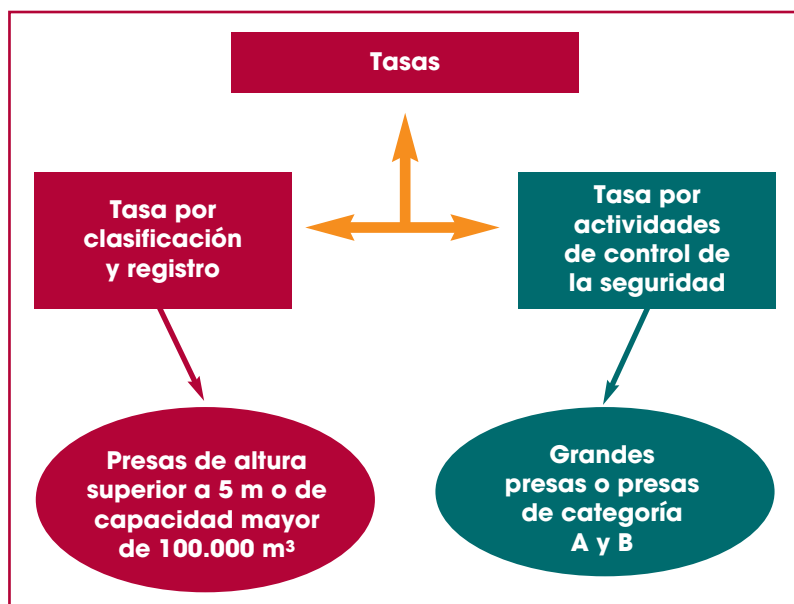 Tasas
Tasa por
clasificación
y registro
Tasa por
actividades
de control de
la seguridad
Presas de altura
superior a 5 m o de
capacidad mayor
de 100.000 m³
Grandes
presas o presas
de categoría
A y B